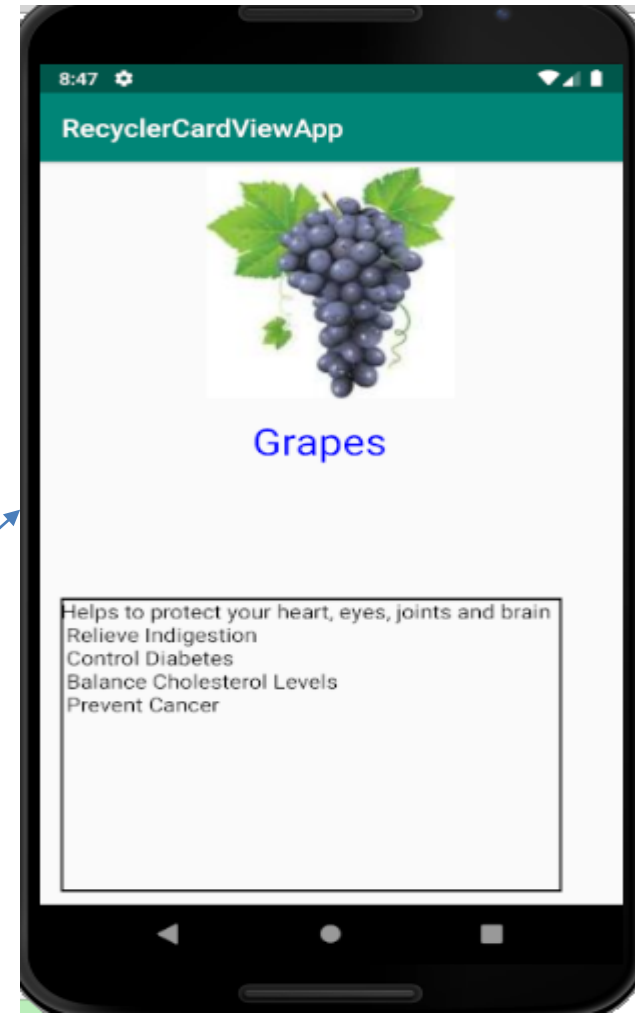 8:47
RecyclerCardViewApp
Grapes
Helps to protect your heart, eyes, joints and brain
Relieve Indigestion
Control Diabetes
Balance Cholesterol Levels
Prevent Cancer